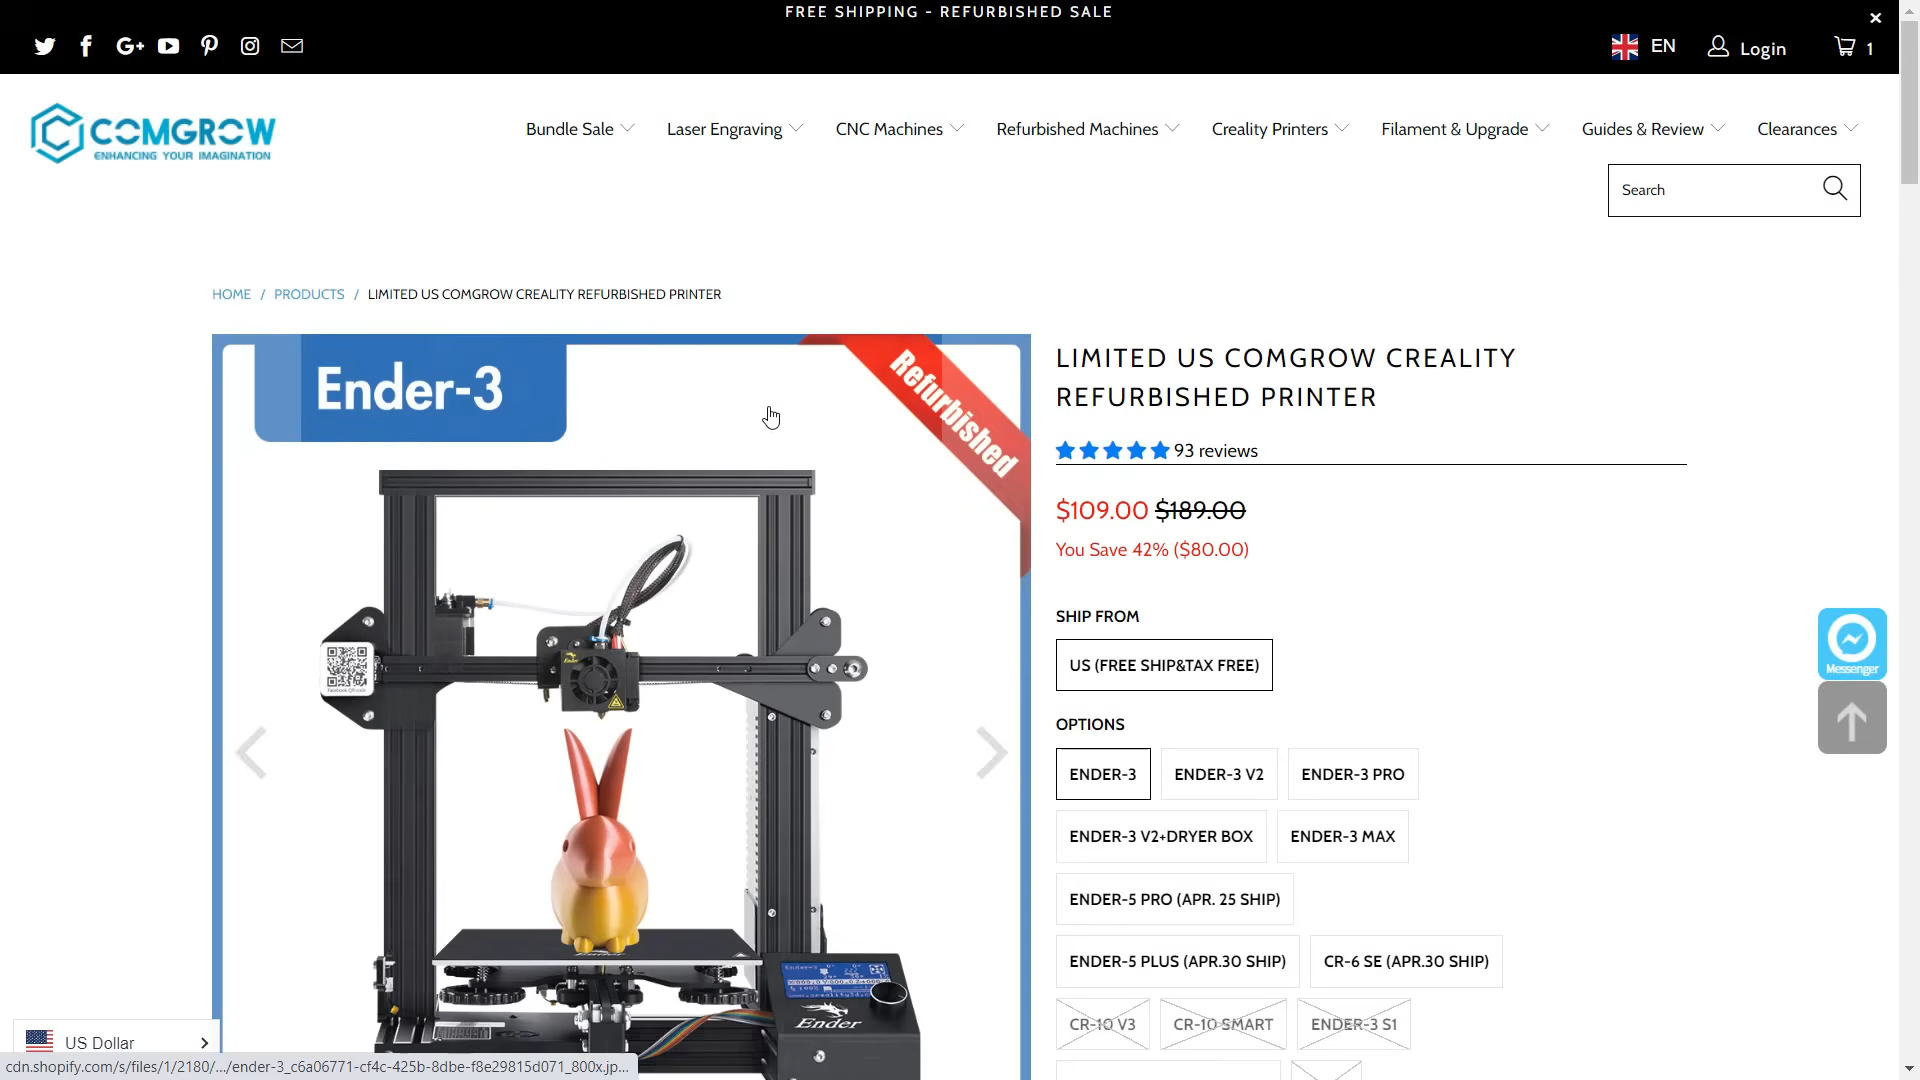 FREE SHIPPING - REFURBISHED SALE
EN
Login
1
COMGROW
ENHANCING YOUR IMAGINATION
Bundle Sale
Laser Engraving
CNC Machines
Refurbished Machines
Creality Printers
Filament & Upgrade
Guides & Review
Clearances
Search
HOME / PRODUCTS / LIMITED US COMGROW CREALITY REFURBISHED PRINTER
Ender-3
Refurbished
Ender
LIMITED US COMGROW CREALITY
REFURBISHED PRINTER
93 reviews
$109.00 $189.00
You Save 42% ($80.00)
SHIP FROM
US (FREE SHIP&TAX FREE)
OPTIONS
ENDER-3
ENDER-3 V2
ENDER-3 PRO
ENDER-3 V2+DRYER BOX
ENDER-3 MAX
ENDER-5 PRO (APR. 25 SHIP)
ENDER-5 PLUS (APR.30 SHIP)
CR-6 SE (APR.30 SHIP)
CR-10 V3
CR-10 SMART
ENDER-3 S1
Messenger
US Dollar
cdn.shopify.com/s/files/1/2180/.../ender-3_c6a06771-cf4c-425b-8dbe-f8e29815d071_800x.jp...